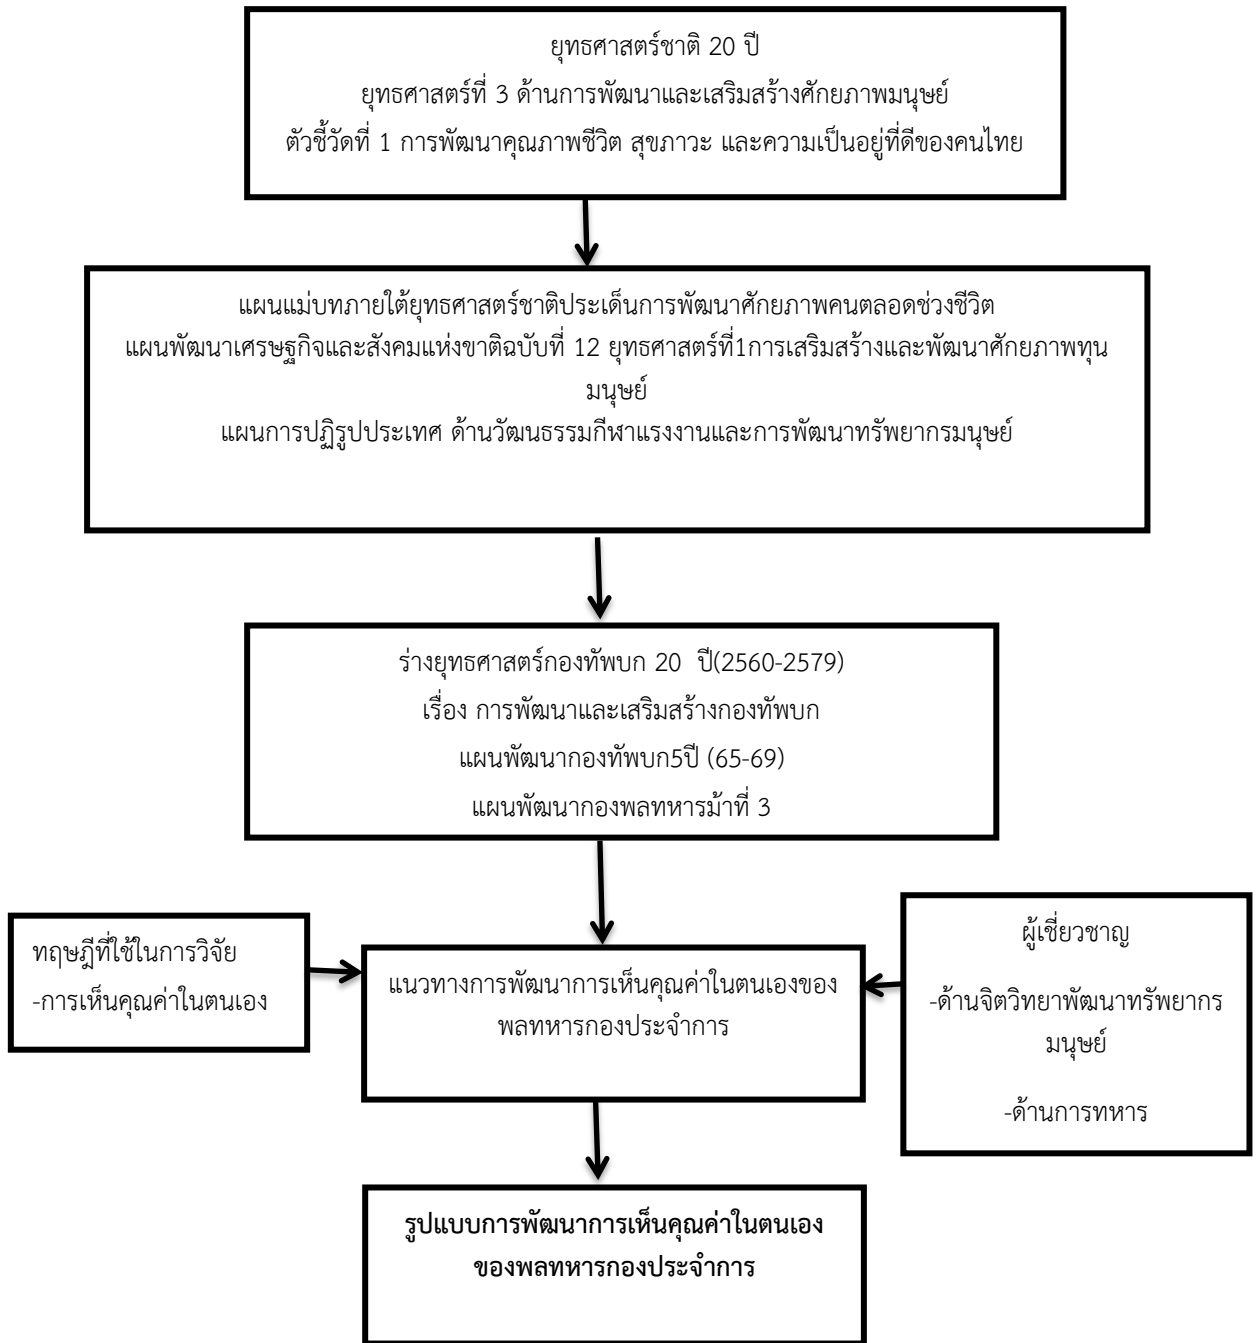 ยุทธศาสตร์ชาติ 20 ปี
ยุทธศาสตร์ที่ 3 ด้านการพัฒนาและเสริมสร้างศักยภาพมนุษย์
ตัวชี้วัดที่ 1 การพัฒนาคุณภาพชีวิต สุขภาวะ และความเป็นอยู่ที่ดีของคนไทย
แผนแม่บทภายใต้ยุทธศาสตร์ชาติประเด็นการพัฒนาศักยภาพคนตลอดช่วงชีวิต
แผนพัฒนาเศรษฐกิจและสังคมแห่งขาติฉบับที่ 12 ยุทธศาสตร์ที่1การเสริมสร้างและพัฒนาศักยภาพทุน
มนุษย์
แผนการปฏิรูปประเทศ ด้านวัฒนธรรมกีฬาแรงงานและการพัฒนาทรัพยากรมนุษย์
ร่างยุทธศาสตร์กองทัพบก 20 ปี(2560-2579)
เรื่อง การพัฒนาและเสริมสร้างกองทัพบก
แผนพัฒนากองทัพบก5ปี (65-69)
แผนพัฒนากองพลทหารม้าที่ 3
ทฤษฎีที่ใช้ในการวิจัย
-การเห็นคุณค่าในตนเอง
แนวทางการพัฒนาการเห็นคุณค่าในตนเองของ
พลทหารกองประจำการ
ผู้เชี่ยวชาญ
-ด้านจิตวิทยาพัฒนาทรัพยากร
มนุษย์
-ด้านการทหาร
รูปแบบการพัฒนาการเห็นคุณค่าในตนเอง
ของพลทหารกองประจำการ